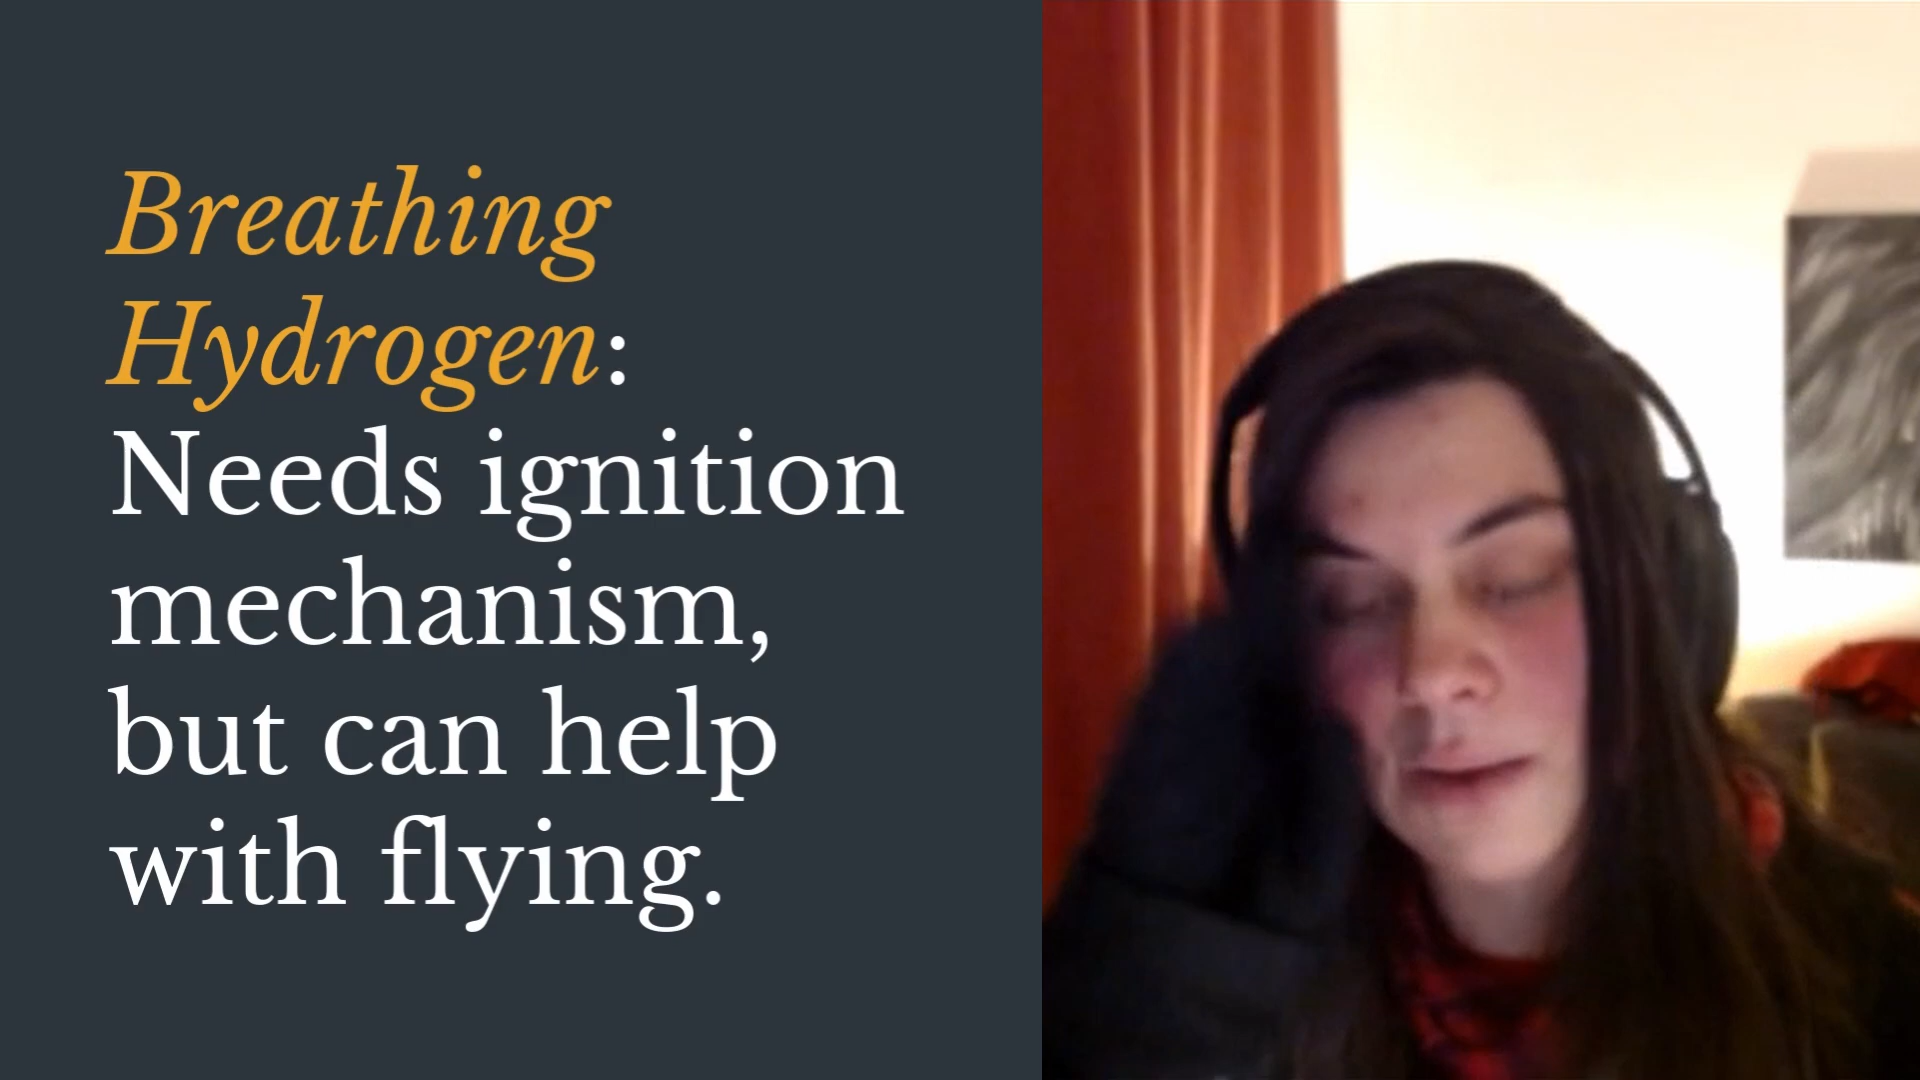 Breathing
Hydrogen:
Needs ignition
mechanism,
but can help
with flying.